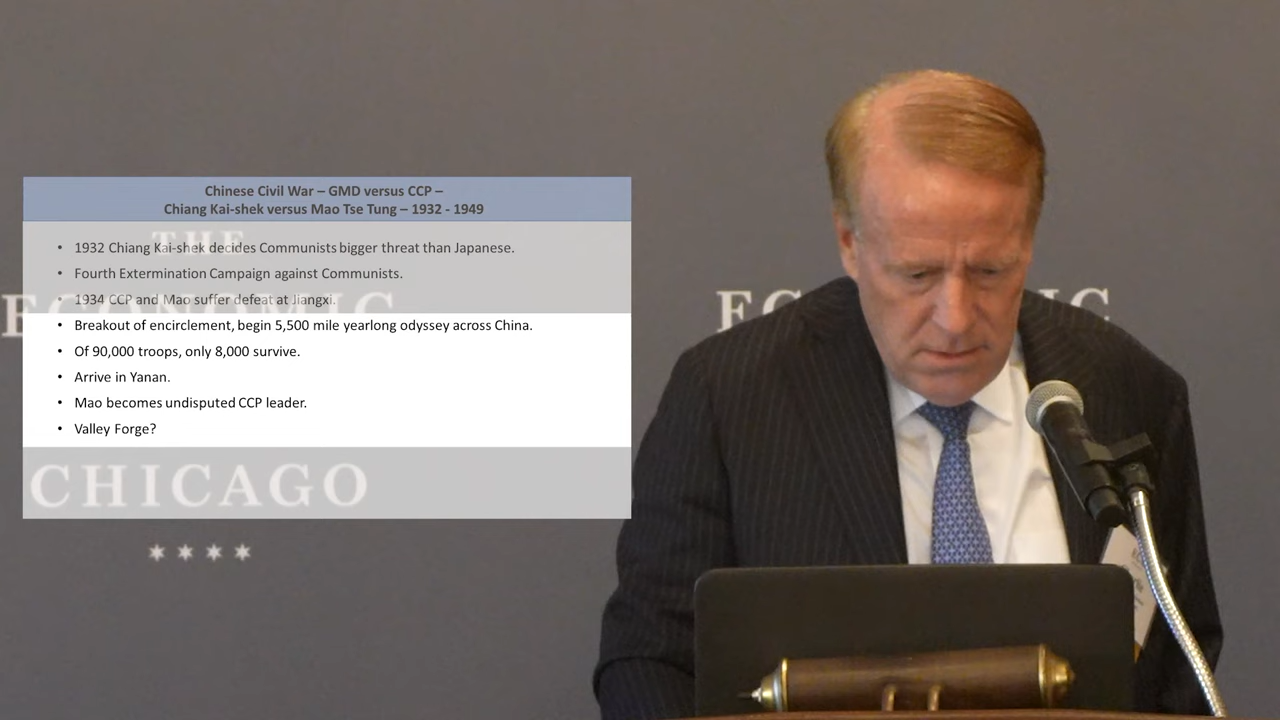 Chinese Civil War – GMD versus CCP –
Chiang Kai-shek versus Mao Tse Tung – 1932 - 1949
• 1932 Chiang Kai-shek decides Communists bigger threat than Japanese.
• Fourth Extermination Campaign against Communists.
• 1934 CCP and Mao suffer defeat at Jiangxi.
• Breakout of encirclement, begin 5,500 mile yearlong odyssey across China.
• Of 90,000 troops, only 8,000 survive.
• Arrive in Yanan.
• Mao becomes undisputed CCP leader.
• Valley Forge?
THE
ECONOMIC
CHICAGO